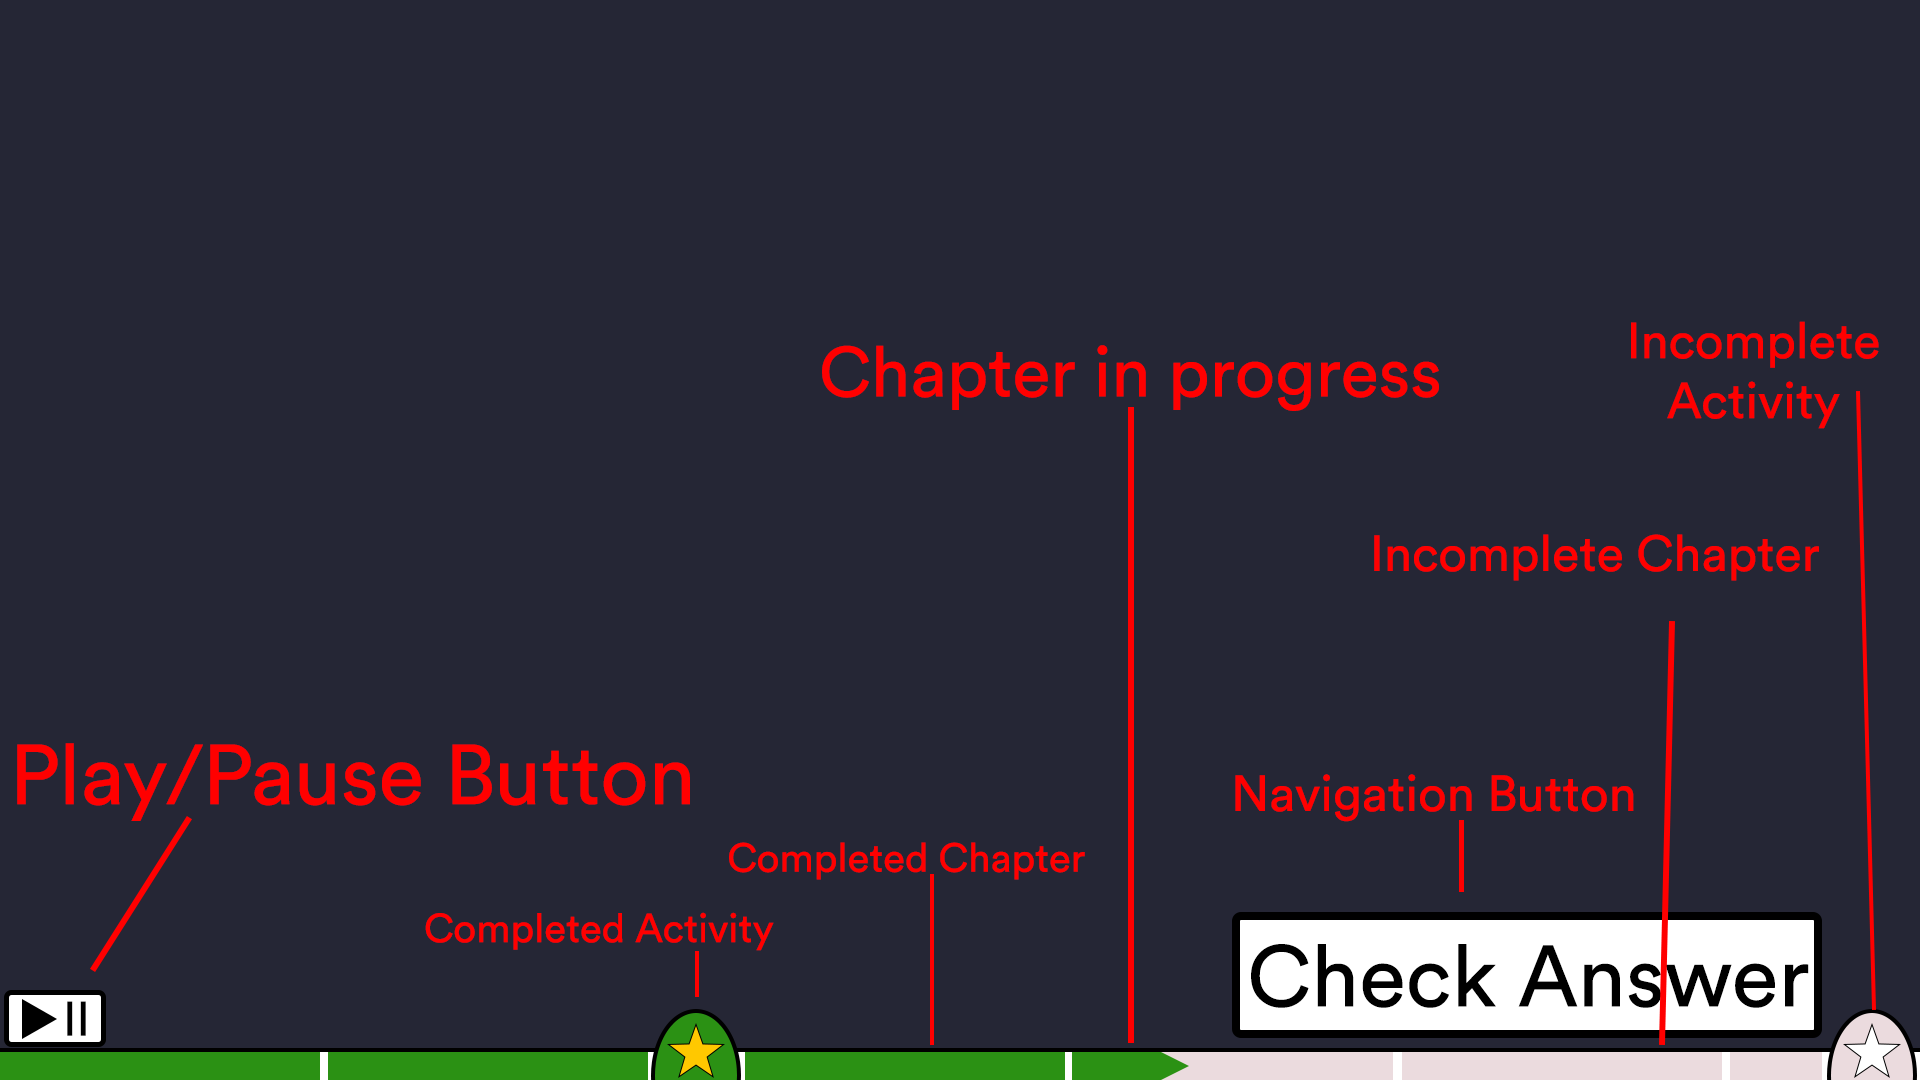 Incomplete
Activity
Chapter in progress
Incomplete Chapter
Play/Pause Button
Navigation Button
Completed Chapter
Completed Activity
Check Answer